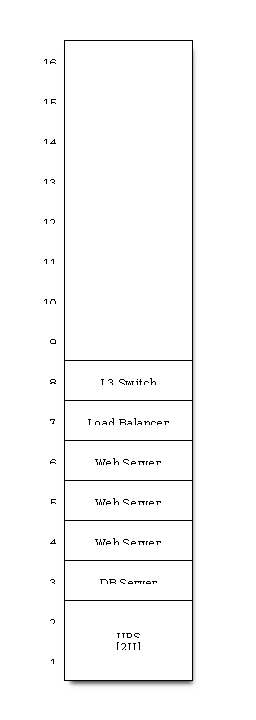 16
15
14
13
12
11
10
9
8 L3 Switch
7 Load Balancer
6 Web Server
5 Web Server
4 Web Server
3 DB Server
2
UPS
[2U]
1